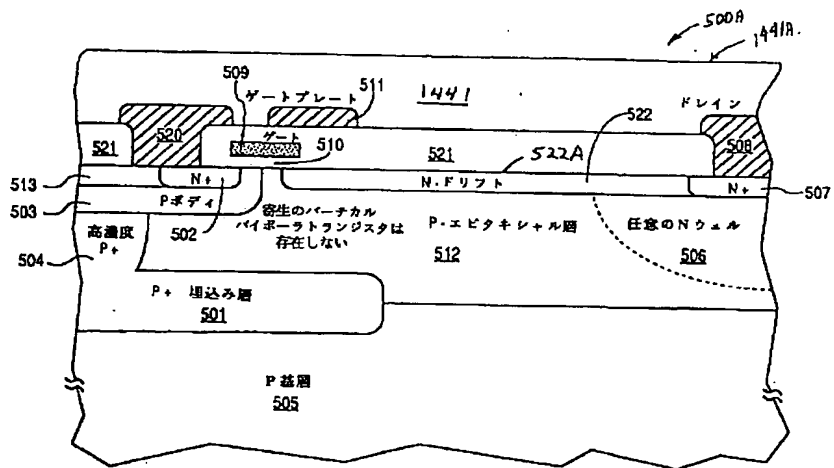 500A
1441A.
509
ゲートプレート
511
1441
ドレイン
522
520
ゲート
508
521
510
521
522A
513
N+
N-ドリフト
N+
507
503
Pボディ
502
寄生のバーチカル
バイポーラトランジスタは
存在しない
P-エピタキシャル層
512
任意のNウェル
506
高濃度
P+
504
P+ 埋込み層
501
P基層
505